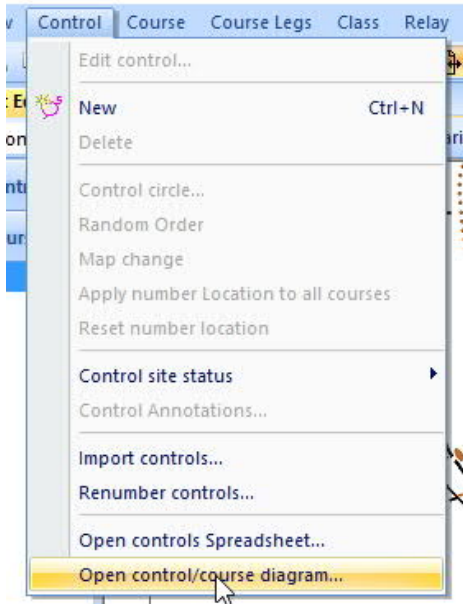 Control Course Course Legs Class Relay
Edit control...
New Ctrl+N
Delete
Control circle...
Random Order
Map change
Apply number Location to all courses
Reset number location
Control site status
Control Annotations...
Import controls...
Renumber controls...
Open controls Spreadsheet...
Open control/course diagram...